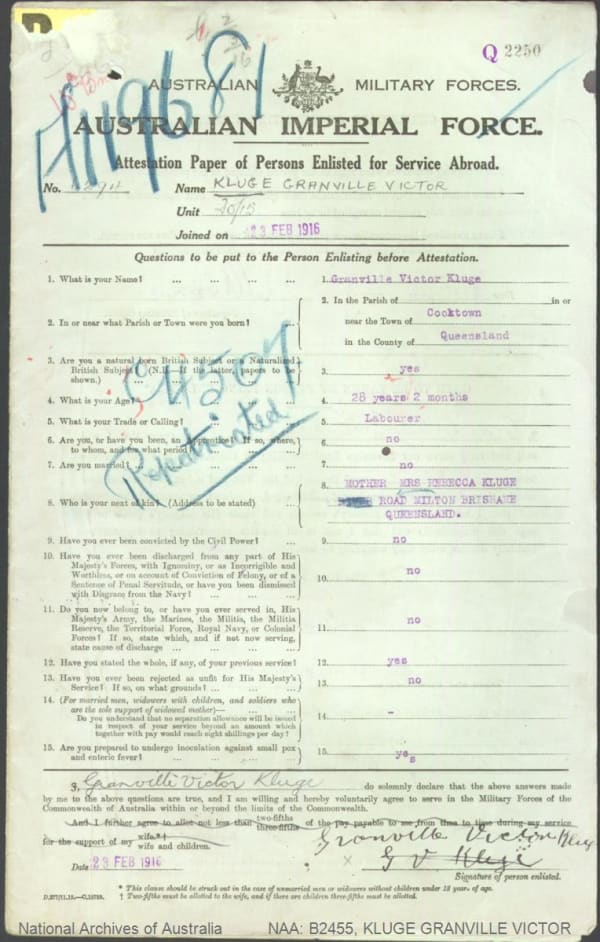 Q 2250
A1119681
AUSTRALIAN MILITARY FORCES.
AUSTRALIAN IMPERIAL FORCE.
Attestation Paper of Persons Enlisted for Service Abroad.
No. Name KLUGE GRANVILLE VICTOR
Unit 20/15
Joined on 23 FEB 1916
Questions to be put to the Person Enlisting before Attestation.
1. What is your Name? ... ... ... ... 1. Granville Victor Kluge
2. In or near what Parish or Town were you born? ... 2. In the Parish of in or
near the Town of Cooktown
in the County of Queensland
3. Are you a natural born British Subject or a Naturalized
British Subject? (N.B.—If the latter, papers to be
shown.) ... ... ... ... 3. yes
4. What is your Age? ... ... ... 4. 28 years 2 months
5. What is your Trade or Calling? ... ... ... 5. Labourer
6. Are you, or have you been, an Apprentice? If so, where,
to whom, and for what period? ... ... ... 6. no
7. Are you married? ... ... ... ... 7. no
8. Who is your next of kin? (Address to be stated) ... 8. MOTHER MRS REBECCA KLUGE
ROAD MILTON BRISBANE
QUEENSLAND.
4507
Repatriated
9. Have you ever been convicted by the Civil Power? ... 9. no
10. Have you ever been discharged from any part of His
Majesty's Forces, with Ignominy, or as Incorrigible and
Worthless, or on account of Conviction of Felony, or of a
Sentence of Penal Servitude, or have you been dismissed
with Disgrace from the Navy? ... ... ... 10. no
11. Do you now belong to, or have you ever served in, His
Majesty's Army, the Marines, the Militia, the Militia
Reserve, the Territorial Force, Royal Navy, or Colonial
Forces? If so, state which, and if not now serving,
state cause of discharge ... ... ... ... 11. no
12. Have you stated the whole, if any, of your previous service? 12. yes
13. Have you ever been rejected as unfit for His Majesty's
Service? If so, on what grounds? ... ... ... 13. no
14. (For married men, widowers with children, and soldiers who
are the sole support of widowed mother)— ... ...
Do you understand that no separation allowance will be issued
in respect of your service beyond an amount which
together with pay would reach eight shillings per day? ... 14. -
15. Are you prepared to undergo inoculation against small pox
and enteric fever? ... ... ... ... 15. yes
I, Granville Victor Kluge do solemnly declare that the above answers made
by me to the above questions are true, and I am willing and hereby voluntarily agree to serve in the Military Forces of the
Commonwealth of Australia within or beyond the limits of the Commonwealth.
And I further agree to allot not less than two-fifths three-fifths of the pay payable to me from time to time during my service
for the support of my wife*† wife and children.
Granville Victor Kluge
Date 23 FEB 1916 x G V Kluge
Signature of person enlisted.
* This clause should be struck out in the case of unmarried men or widowers without children under 18 years of age.
† Two-fifths must be allotted to the wife, and if there are children three-fifths must be allotted.
National Archives of Australia NAA: B2455, KLUGE GRANVILLE VICTOR